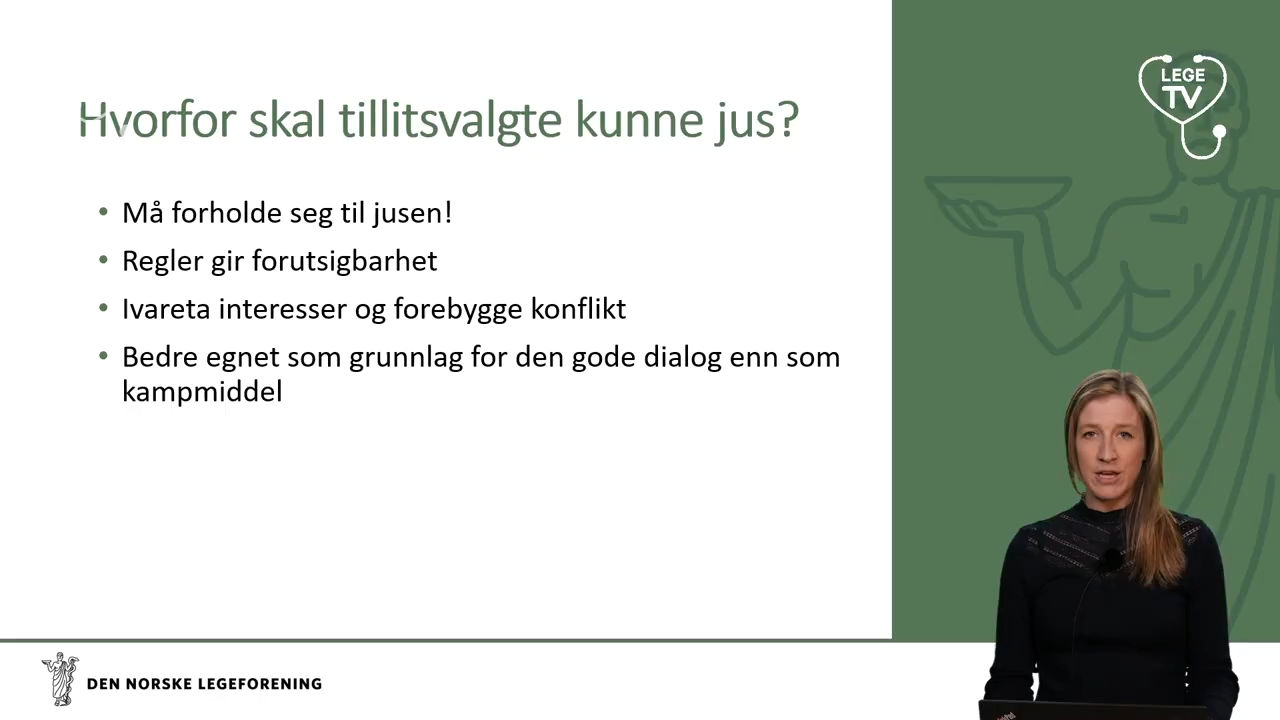 LEGE
TV
Hvorfor skal tillitsvalgte kunne jus?
• Må forholde seg til jusen!
• Regler gir forutsigbarhet
• Ivareta interesser og forebygge konflikt
• Bedre egnet som grunnlag for den gode dialog enn som
kampmiddel
DEN NORSKE LEGEFORENING